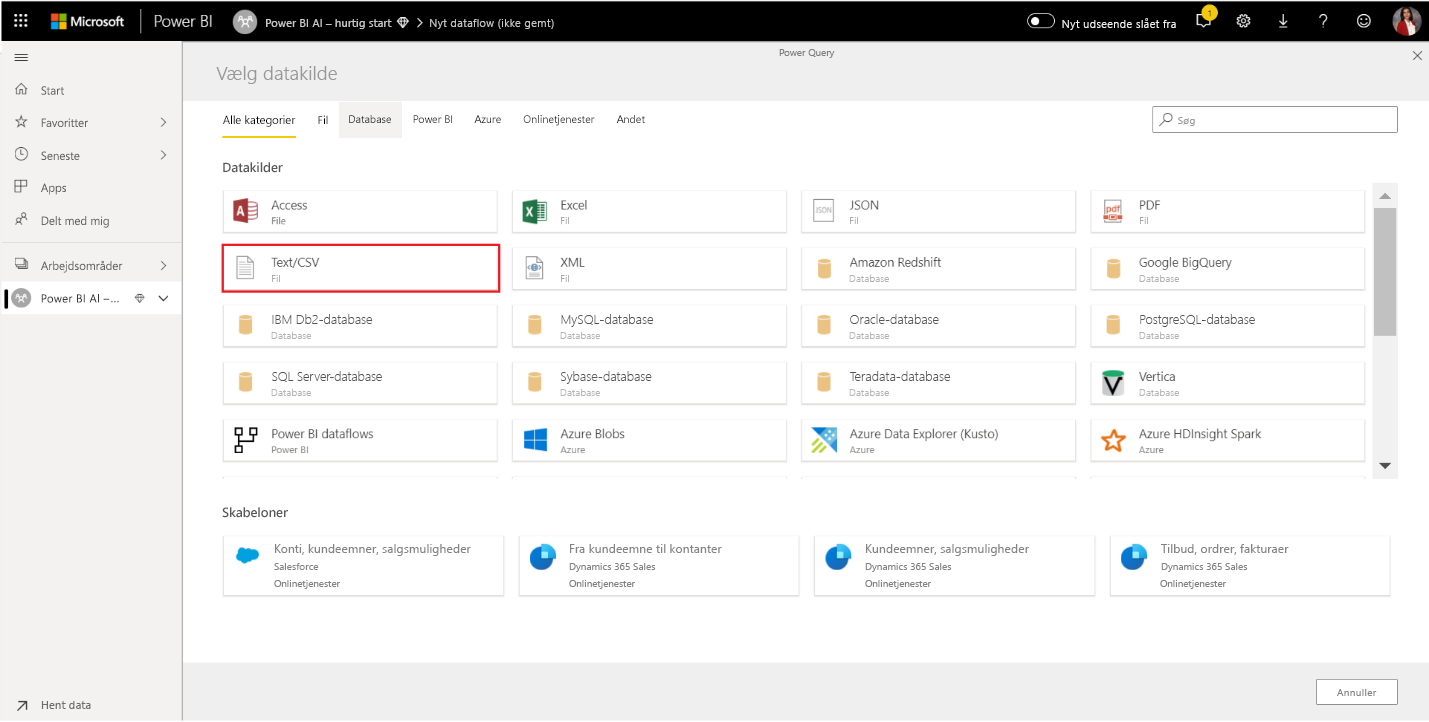 Microsoft Power BI Power BI AI – hurtig start > Nyt dataflow (ikke gemt) Nyt udseende slået fra 1
Power Query
Vælg datakilde
Start
Favoritter
Seneste
Apps
Delt med mig
Arbejdsområder
Power BI AI –...
Hent data
Alle kategorier Fil Database Power BI Azure Onlinetjenester Andet Søg
Datakilder
Access Excel JSON PDF
File Fil JSON Fil pdf Fil
Text/CSV XML Amazon Redshift Google BigQuery
Fil Fil Database Database
IBM Db2-database MySQL-database Oracle-database PostgreSQL-database
Database Database Database Database
SQL Server-database Sybase-database Teradata-database Vertica
Database Database Database Database
Power BI dataflows Azure Blobs Azure Data Explorer (Kusto) Azure HDInsight Spark
Power BI Azure Azure Azure
Skabeloner
Konti, kundeemner, salgsmuligheder Fra kundeemne til kontanter Kundeemner, salgsmuligheder Tilbud, ordrer, fakturaer
Salesforce Dynamics 365 Sales Dynamics 365 Sales Dynamics 365 Sales
Onlinetjenester Onlinetjenester Onlinetjenester Onlinetjenester
Annuller